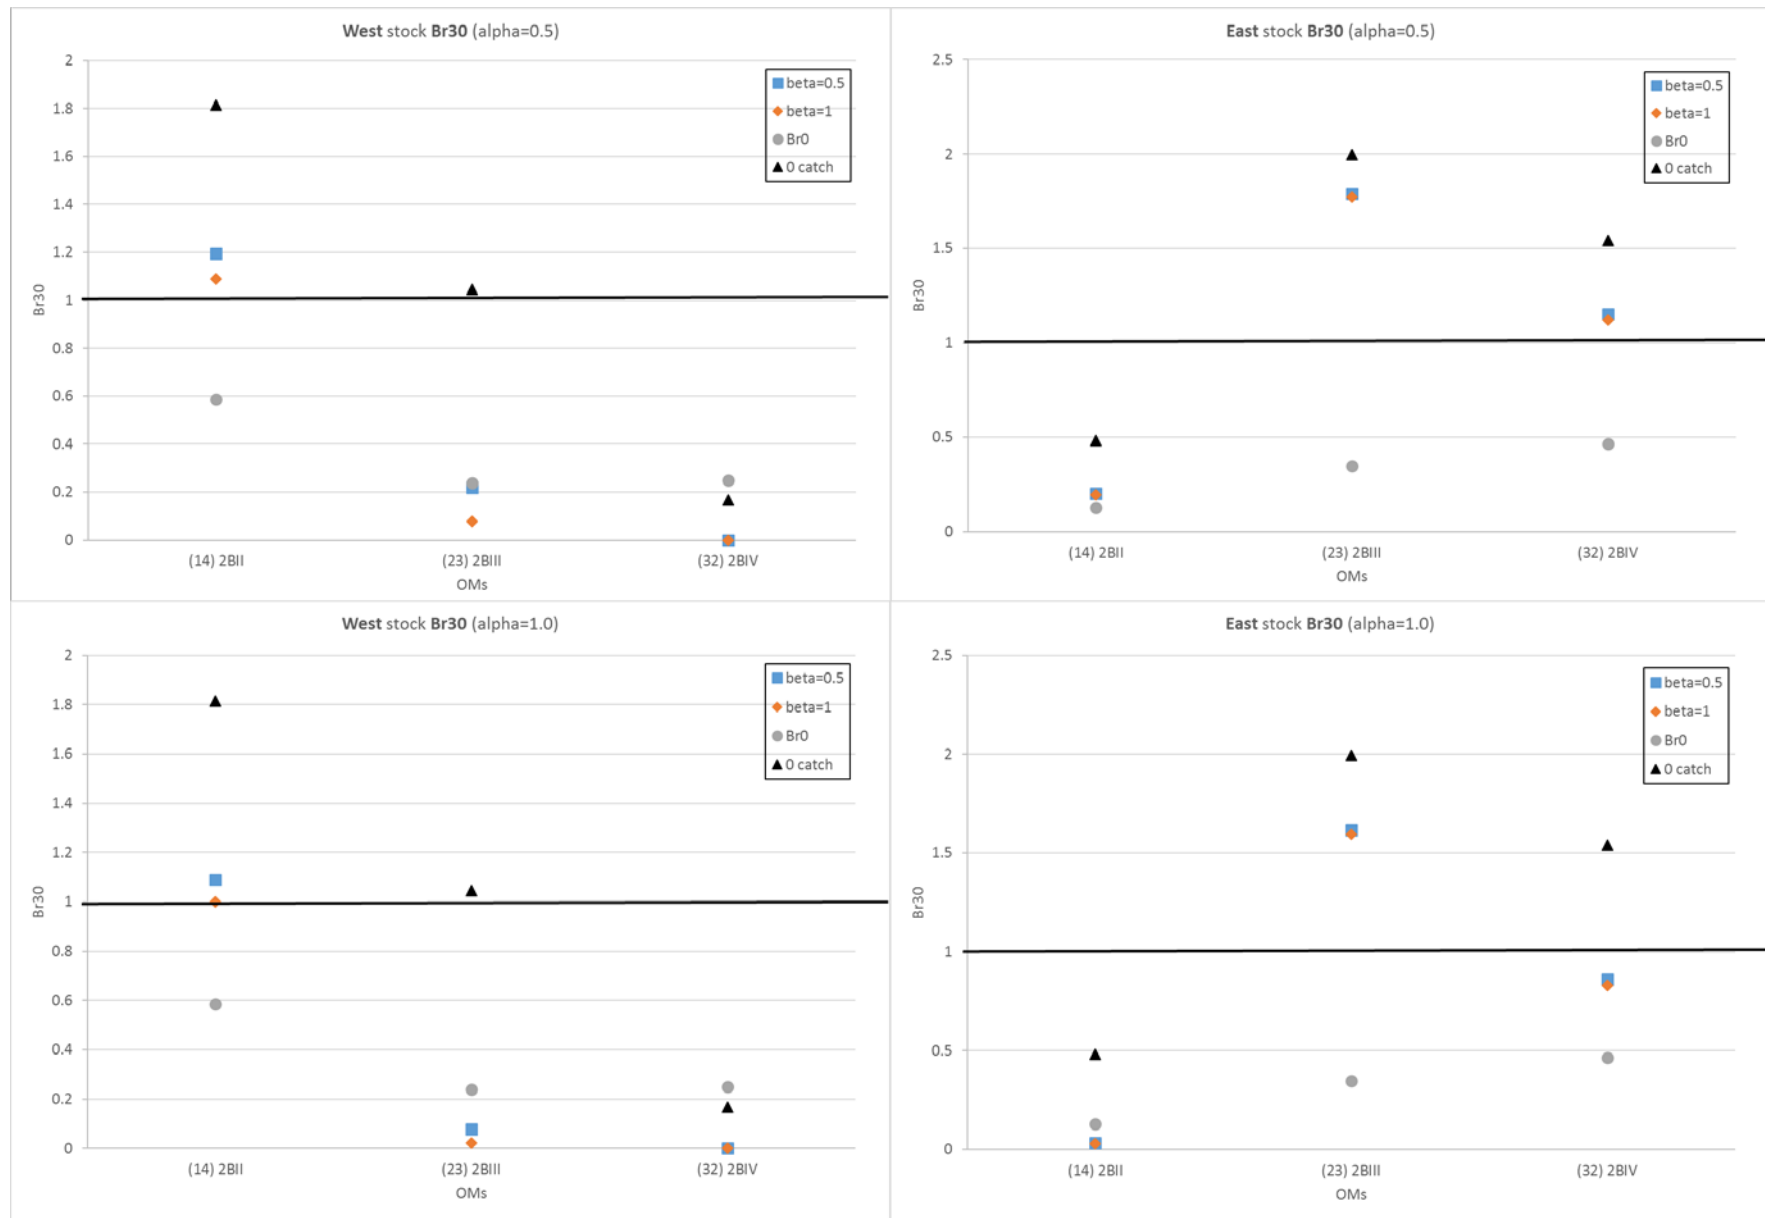 West stock Br30 (alpha=0.5)
2
1.8
1.6
1.4
1.2
1
0.8
0.6
0.4
0.2
0
Br30
beta=0.5
beta=1
Br0
0 catch
(14) 2BII
(23) 2BIII
(32) 2BIV
OMs
East stock Br30 (alpha=0.5)
2.5
2
1.5
1
0.5
0
Br30
beta=0.5
beta=1
Br0
0 catch
(14) 2BII
(23) 2BIII
(32) 2BIV
OMs
West stock Br30 (alpha=1.0)
2
1.8
1.6
1.4
1.2
1
0.8
0.6
0.4
0.2
0
Br30
beta=0.5
beta=1
Br0
0 catch
(14) 2BII
(23) 2BIII
(32) 2BIV
OMs
East stock Br30 (alpha=1.0)
2.5
2
1.5
1
0.5
0
Br30
beta=0.5
beta=1
Br0
0 catch
(14) 2BII
(23) 2BIII
(32) 2BIV
OMs